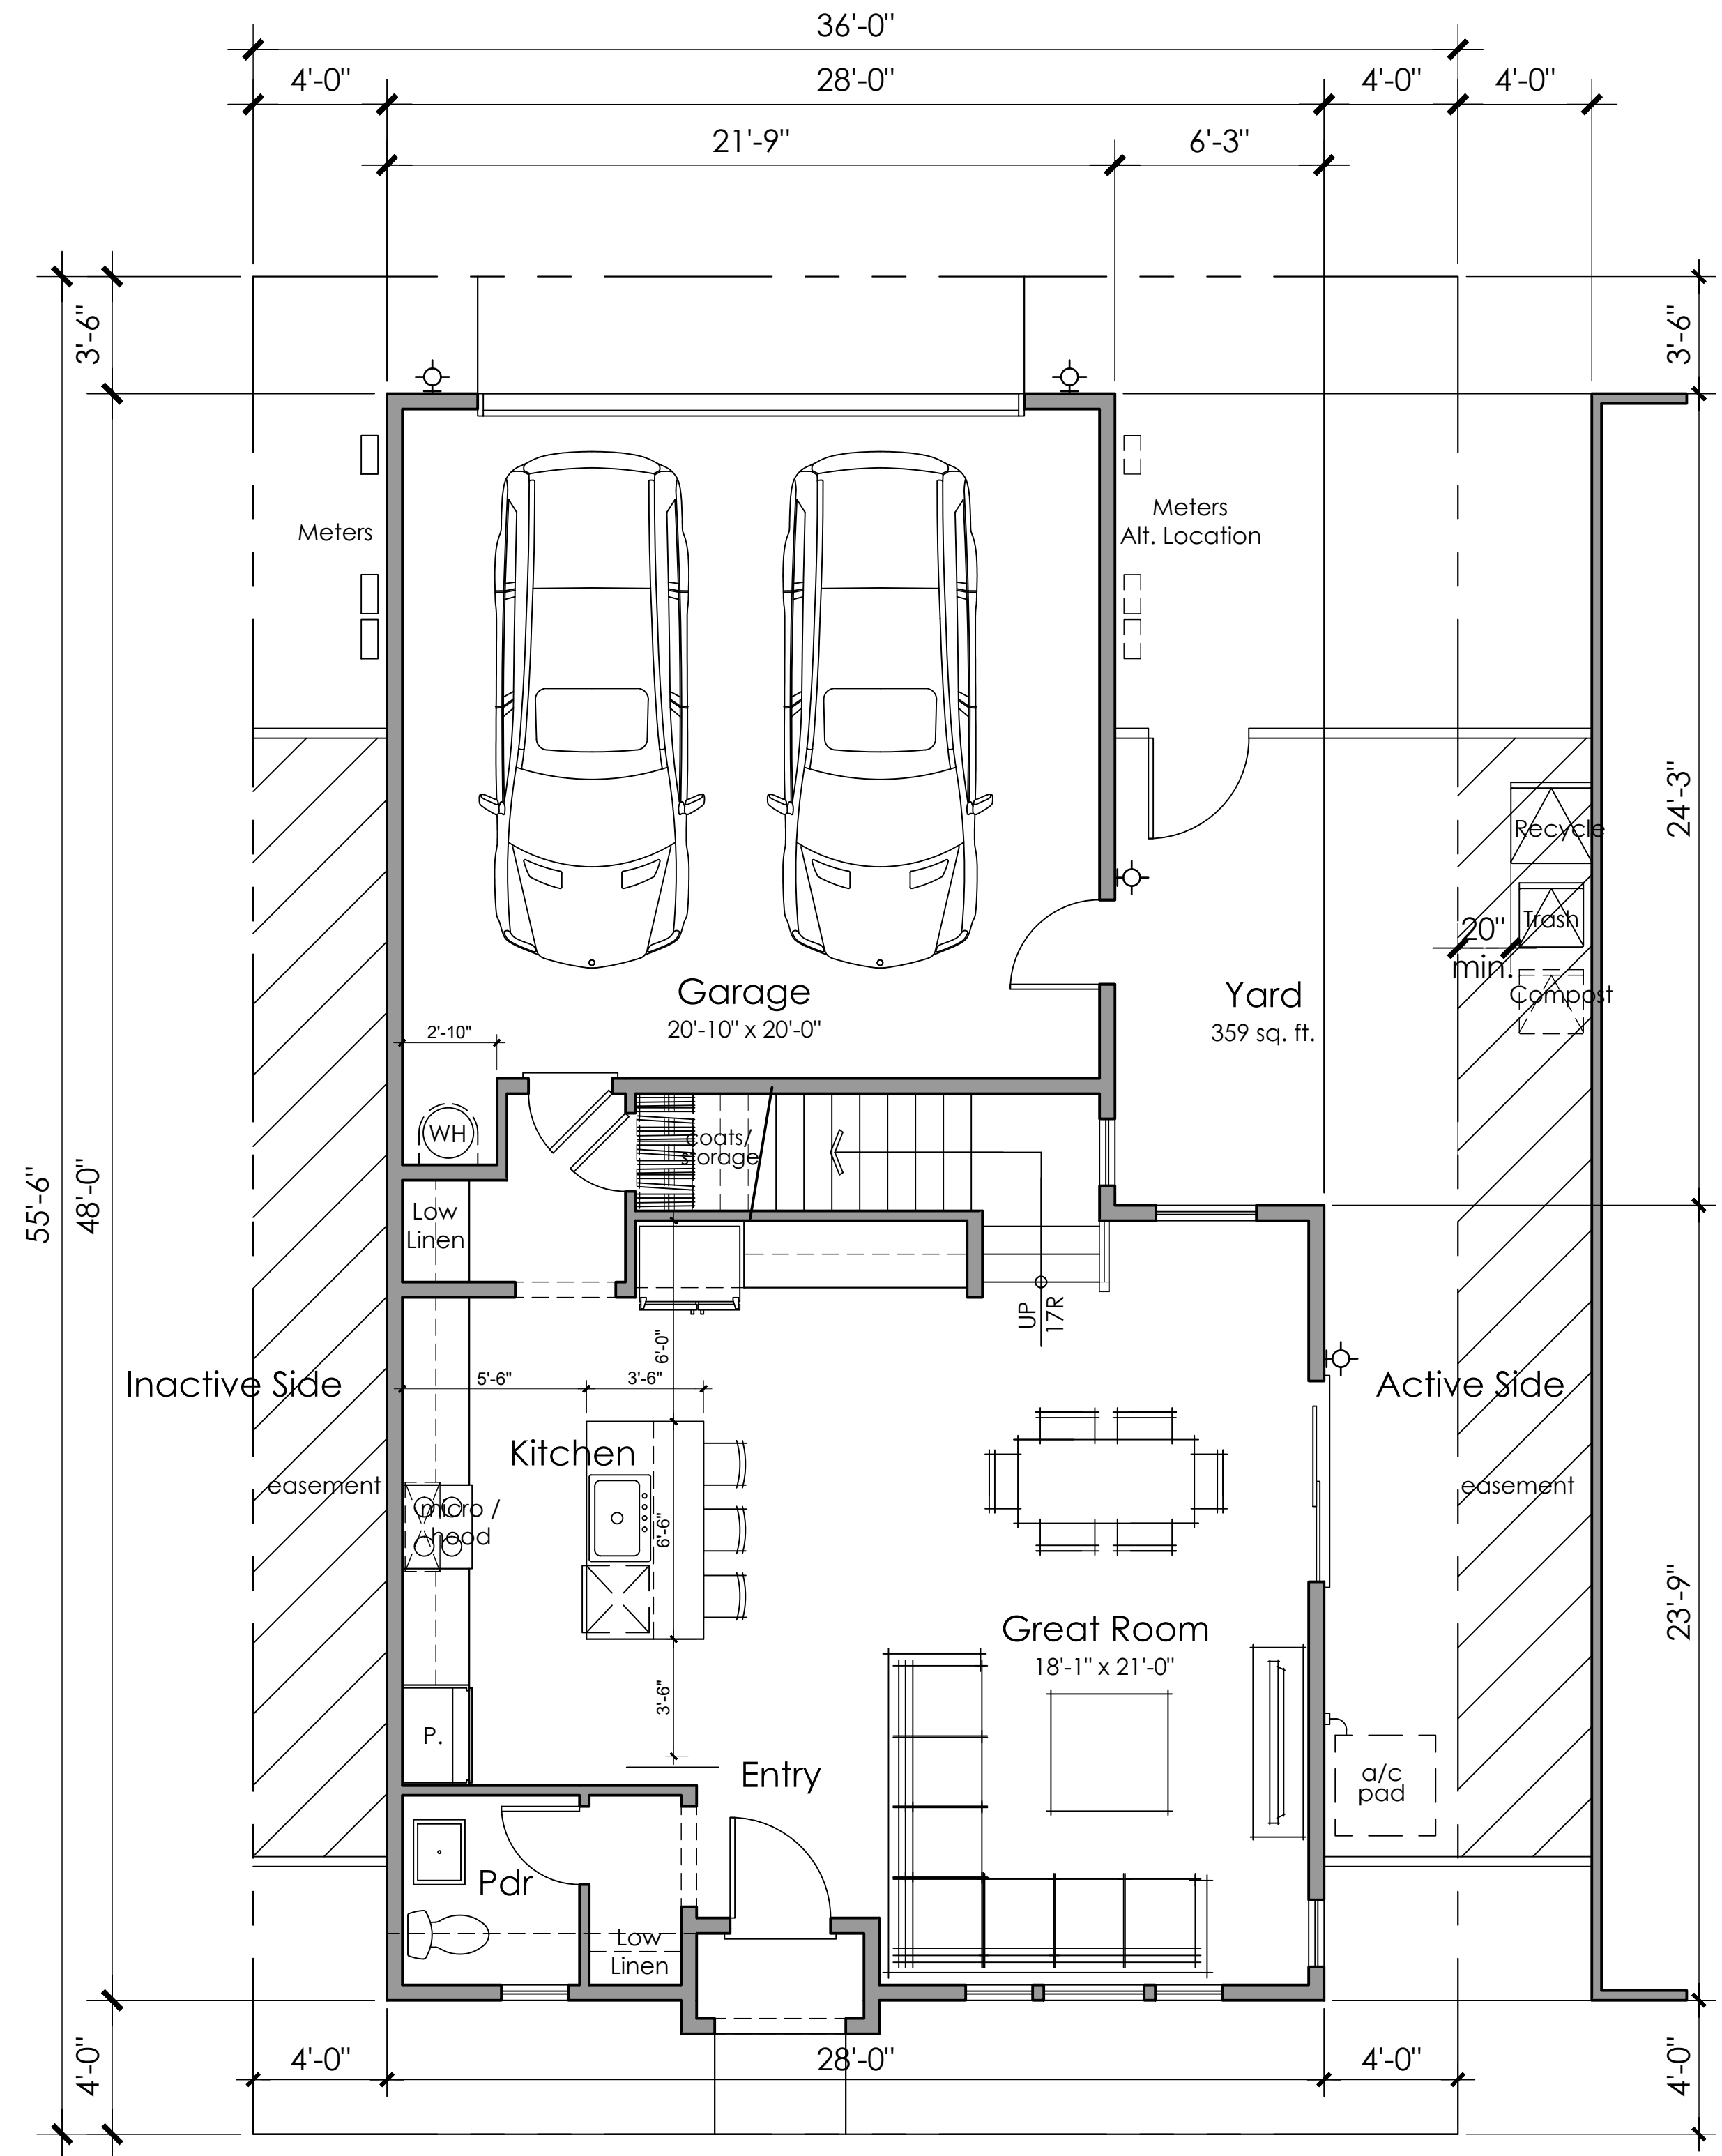 36'-0"
4'-0"
28'-0"
4'-0"
4'-0"
21'-9"
6'-3"
3'-6"
3'-6"
Meters
Meters
Alt. Location
24'-3"
Recycle
Trash
20"
min.
Compost
Garage
20'-10" x 20'-0"
Yard
359 sq. ft.
2'-10"
WH
coats/
storage
55'-6"
48'-0"
Low
Linen
UP
17R
6'-0"
Inactive Side
5'-6"
3'-6"
Active Side
Kitchen
easement
easement
micro /
hood
6'-6"
23'-9"
Great Room
18'-1" x 21'-0"
3'-6"
P.
Entry
a/c
pad
Pdr
Low
Linen
4'-0"
4'-0"
28'-0"
4'-0"
4'-0"